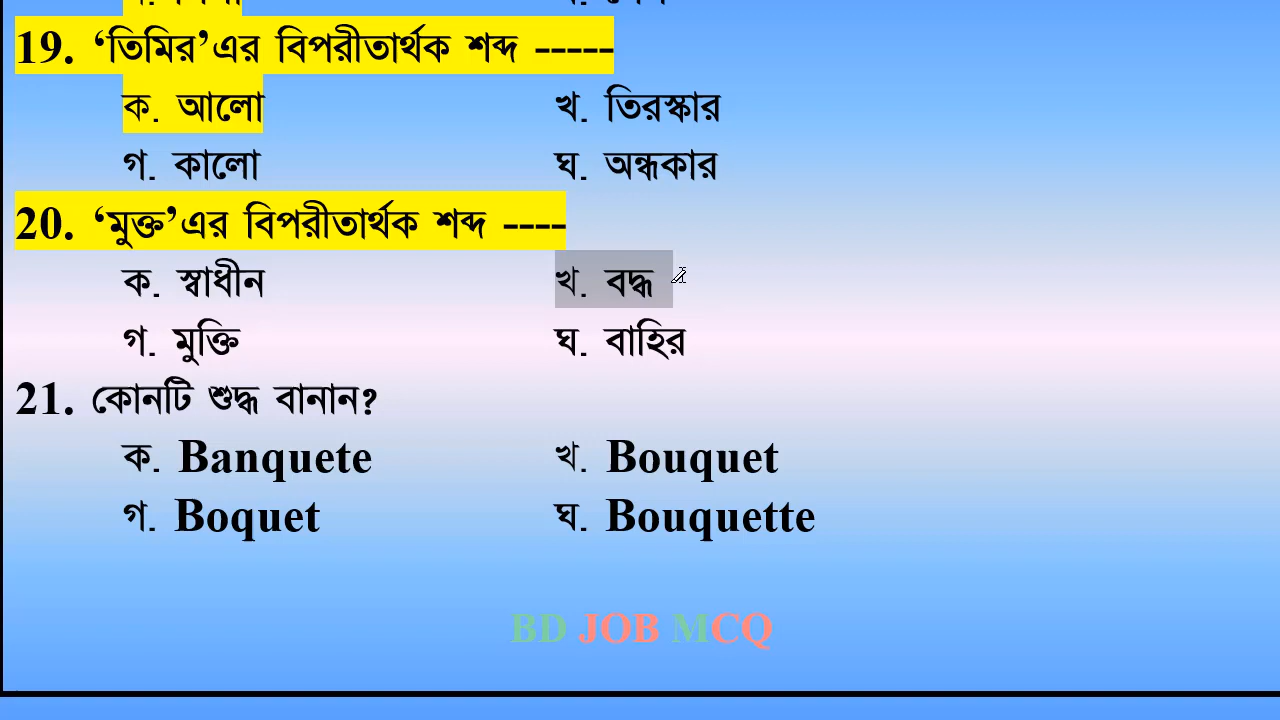 19. ‘তিমির’এর বিপরীতার্থক শব্দ -----
ক. আলো খ. তিরস্কার
গ. কালো ঘ. অন্ধকার
20. ‘মুক্ত’এর বিপরীতার্থক শব্দ ----
ক. স্বাধীন খ. বদ্ধ
গ. মুক্তি ঘ. বাহির
21. কোনটি শুদ্ধ বানান?
ক. Banquete খ. Bouquet
গ. Boquet ঘ. Bouquette
BD JOB MCQ